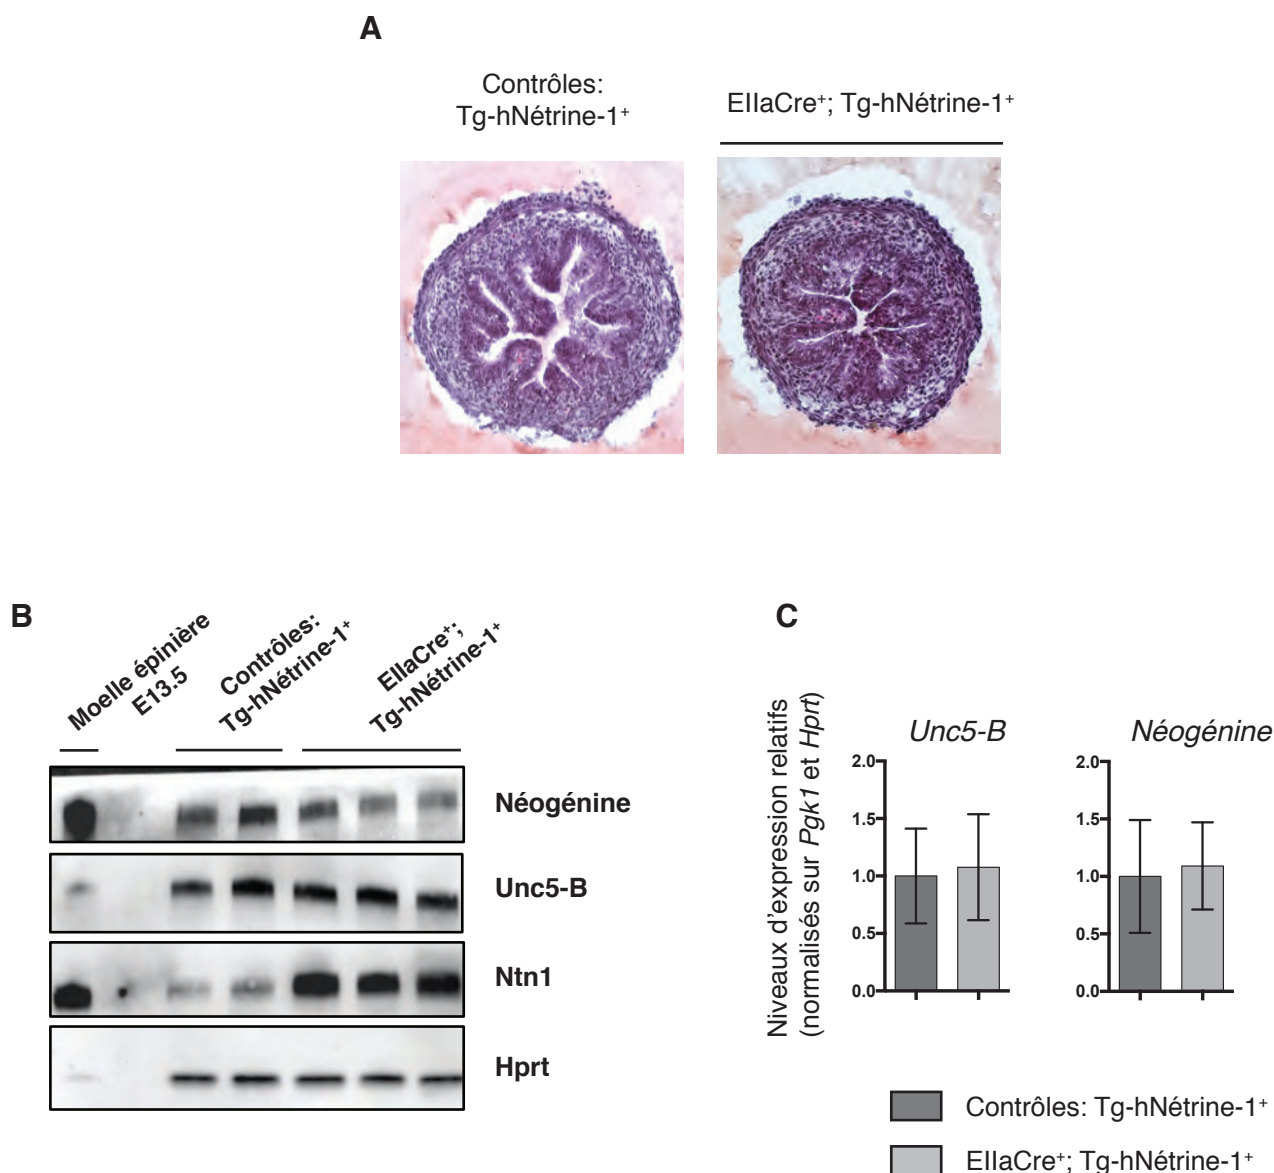 A
Contrôles:
Tg-hNétrine-1⁺
EIIaCre⁺; Tg-hNétrine-1⁺
B
Moelle épinière
E13.5
Contrôles:
Tg-hNétrine-1⁺
EIIaCre⁺;
Tg-hNétrine-1⁺
Néogénine
Unc5-B
Ntn1
Hprt
C
Niveaux d'expression relatifs
(normalisés sur Pgk1 et Hprt)
Unc5-B
2.0
1.5
1.0
0.5
0.0
Néogénine
2.0
1.5
1.0
0.5
0.0
Contrôles: Tg-hNétrine-1⁺
EIIaCre⁺; Tg-hNétrine-1⁺